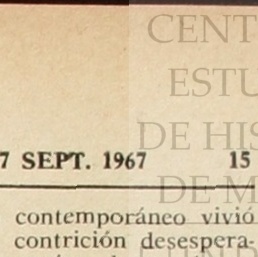 CENT
ESTU
DE HIS
7 SEPT. 1967 15
DE M
contemporáneo vivió
contrición desespera-